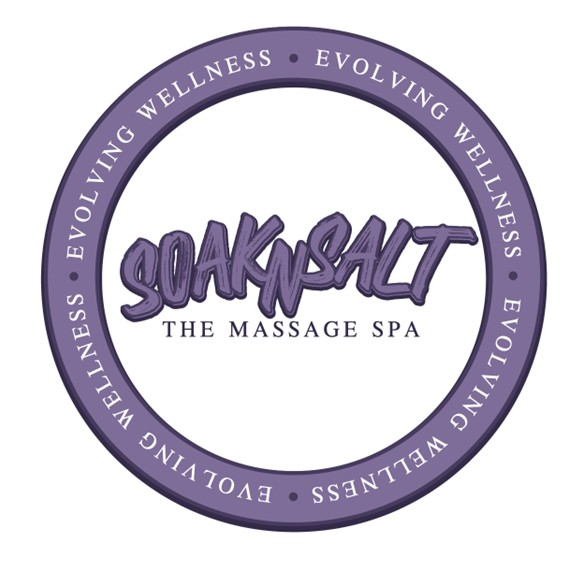 EVOLVING WELLNESS • EVOLVING WELLNESS • EVOLVING WELLNESS • EVOLVING WELLNESS •
SOAKNSALT
THE MASSAGE SPA